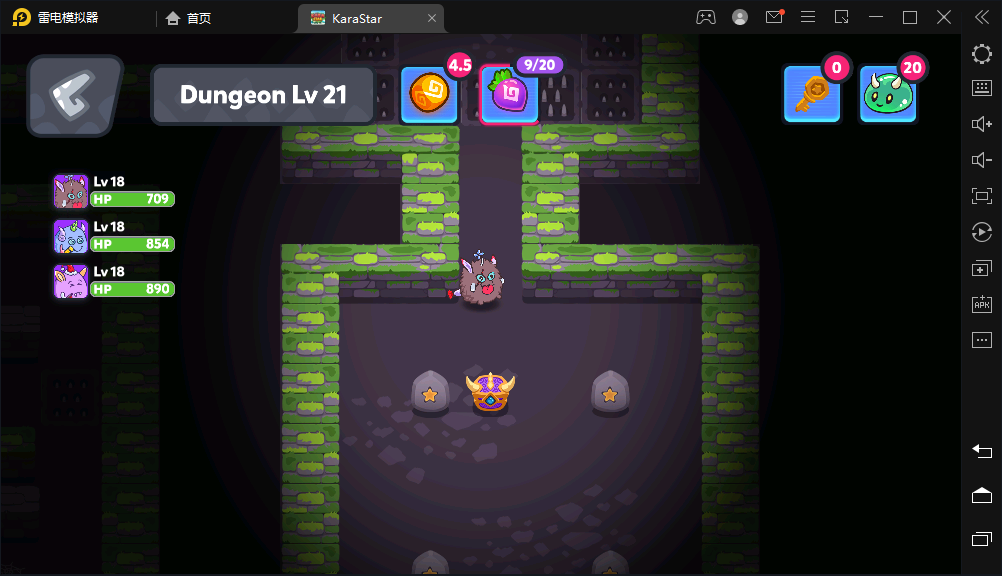 雷电模拟器
首页
KaraStar
Dungeon Lv 21
4.5
9/20
0
20
Lv 18
HP 709
Lv 18
HP 854
Lv 18
HP 890
APK